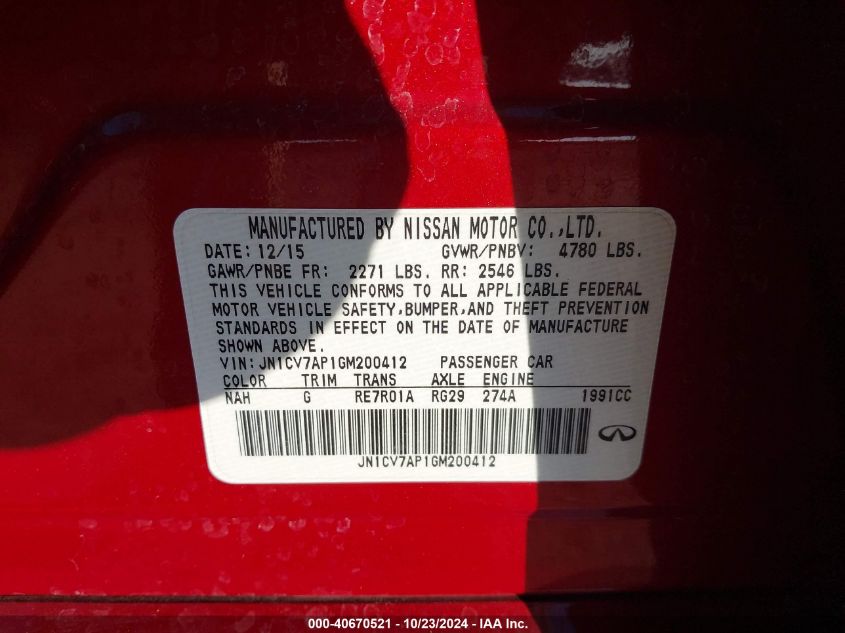 MANUFACTURED BY NISSAN MOTOR CO.,LTD.
DATE: 12/15 GVWR/PNBV: 4780 LBS.
GAWR/PNBE FR: 2271 LBS. RR: 2546 LBS.
THIS VEHICLE CONFORMS TO ALL APPLICABLE FEDERAL
MOTOR VEHICLE SAFETY,BUMPER,AND THEFT PREVENTION
STANDARDS IN EFFECT ON THE DATE OF MANUFACTURE
SHOWN ABOVE.
VIN: JN1CV7AP1GM200412 PASSENGER CAR
COLOR TRIM TRANS AXLE ENGINE
NAH G RE7R01A RG29 274A 1991CC
JN1CV7AP1GM200412
000-40670521 - 10/23/2024 - IAA Inc.